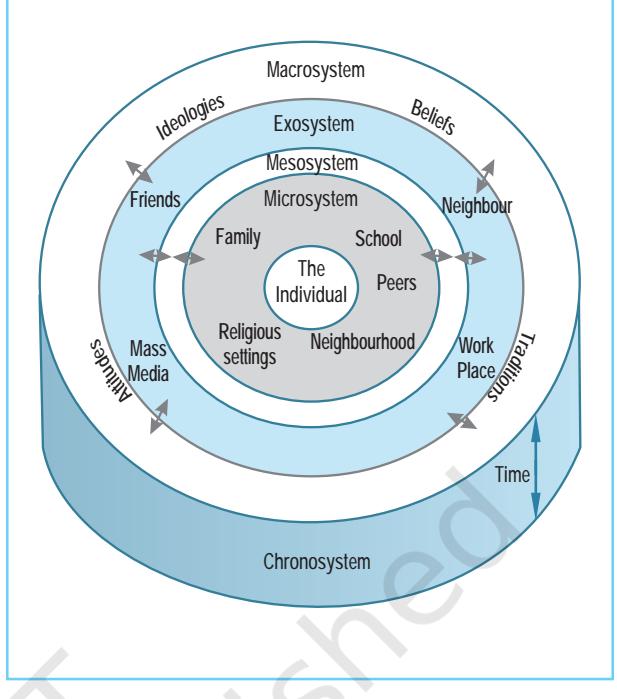 Macrosystem
Ideologies
Beliefs
Exosystem
Mesosystem
Microsystem
Friends
Neighbour
Family
School
The
Individual
Peers
Religious
settings
Neighbourhood
Mass
Media
Work
Place
Attitudes
Traditions
Time
Chronosystem